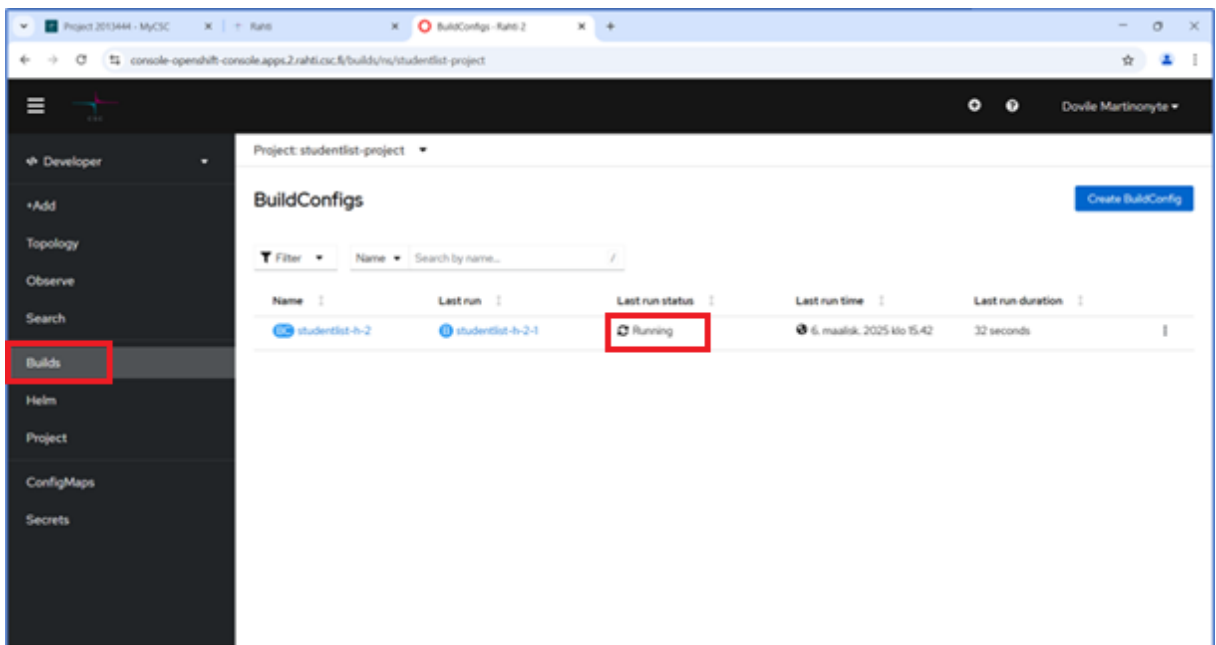 Project 2013444 - MyCSC
Rahti
BuildConfigs · Rahti 2
console-openshift-console.apps.2.rahti.csc.fi/builds/ns/studentlist-project
CSC
Dovile Martinonyte
Developer
Project: studentlist-project
+Add
BuildConfigs
Create BuildConfig
Topology
Filter
Name
Search by name...
/
Observe
Name
Last run
Last run status
Last run time
Last run duration
Search
BC studentlist-h-2
B studentlist-h-2-1
Running
6. maalisk. 2025 klo 15.42
32 seconds
Builds
Helm
Project
ConfigMaps
Secrets